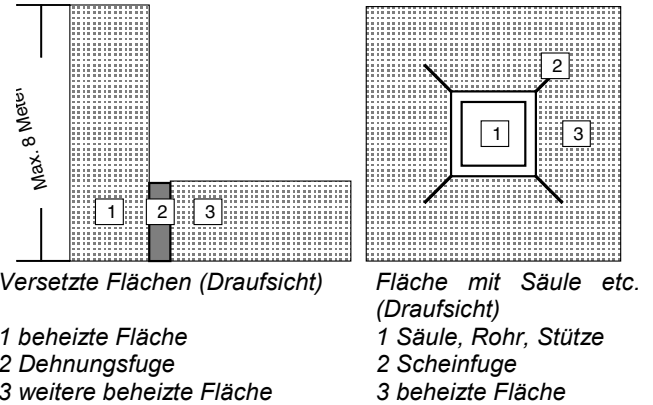 Max. 8 Meter
1
2
3
2
1
3
Versetzte Flächen (Draufsicht)
1 beheizte Fläche
2 Dehnungsfuge
3 weitere beheizte Fläche
Fläche mit Säule etc.
(Draufsicht)
1 Säule, Rohr, Stütze
2 Scheinfuge
3 beheizte Fläche